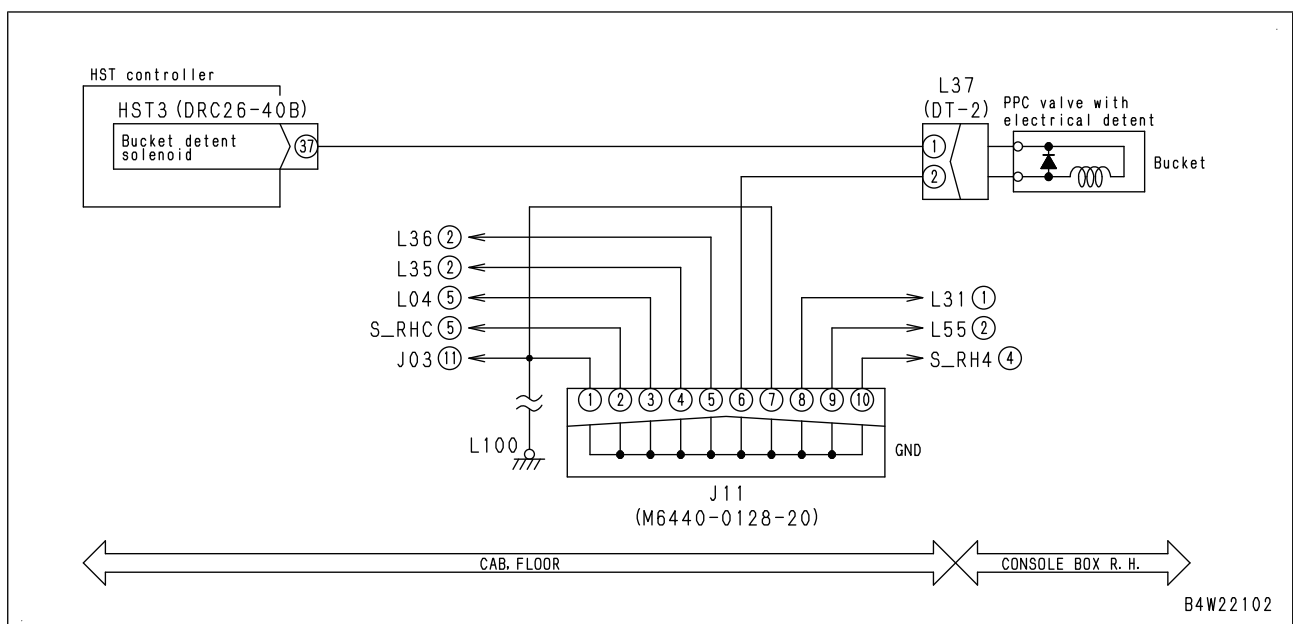 HST controller
HST3 (DRC26-40B)
Bucket detent
solenoid
37
L37
(DT-2)
1
2
PPC valve with
electrical detent
Bucket
L36 2
L35 2
L04 5
S_RHC 5
J03 11
L31 1
L55 2
S_RH4 4
1 2 3 4 5 6 7 8 9 10
L100
GND
J11
(M6440-0128-20)
CAB, FLOOR
CONSOLE BOX R. H.
B4W22102